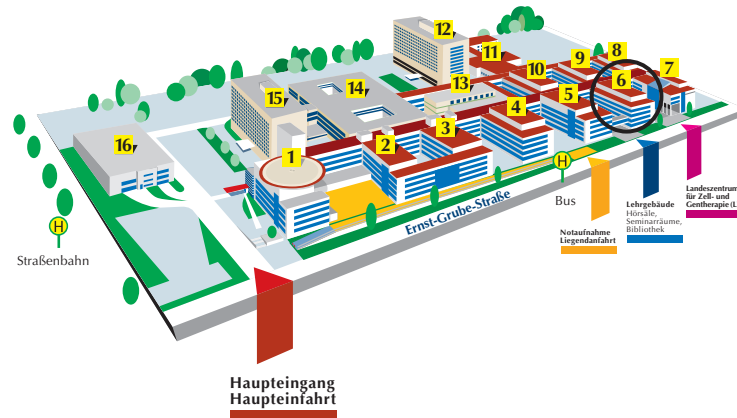 12
8
11
9
7
10
6
13
15
14
5
4
3
16
2
1
H
Bus
Ernst-Grube-Straße
H
Straßenbahn
Notaufnahme
Liegendanfahrt
Lehrgebäude
Hörsäle,
Seminarräume,
Bibliothek
Landeszentrum
für Zell- und
Gentherapie (L
Haupteingang
Haupteinfahrt